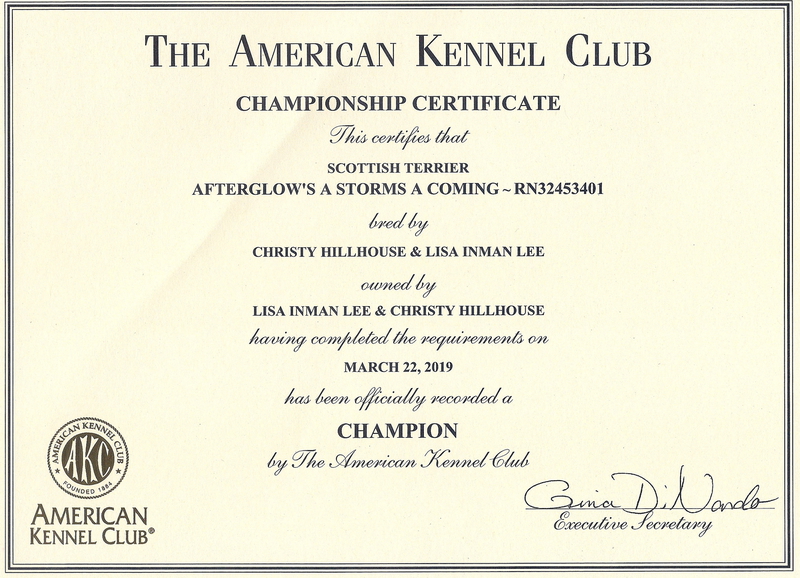 THE AMERICAN KENNEL CLUB
CHAMPIONSHIP CERTIFICATE
This certifies that
SCOTTISH TERRIER
AFTERGLOW'S A STORMS A COMING ~ RN32453401
bred by
CHRISTY HILLHOUSE & LISA INMAN LEE
owned by
LISA INMAN LEE & CHRISTY HILLHOUSE
having completed the requirements on
MARCH 22, 2019
has been officially recorded a
CHAMPION
by The American Kennel Club
AMERICAN KENNEL CLUB
AKC
FOUNDED 1884
AMERICAN
KENNEL CLUB®
Gina DiNardo
Executive Secretary